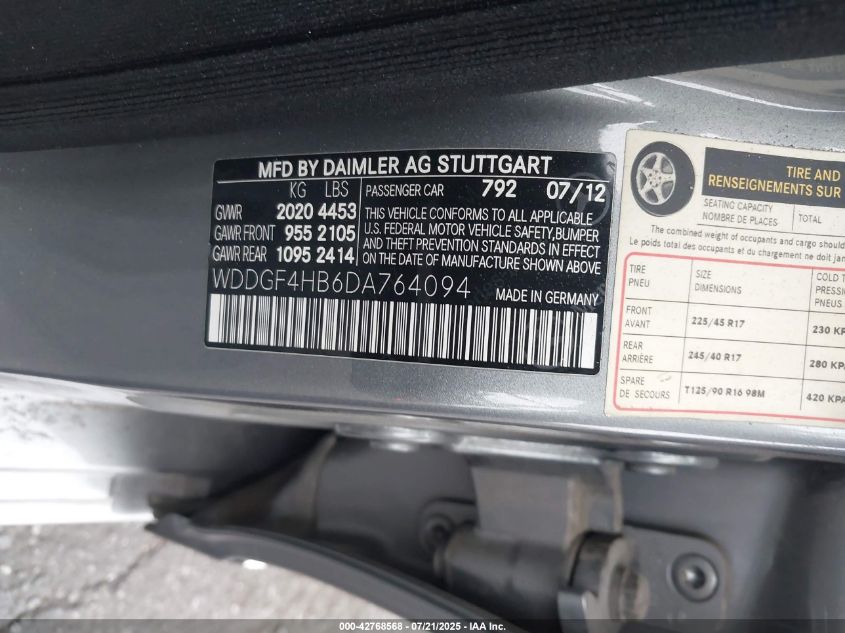 MFD BY DAIMLER AG STUTTGART
KG LBS
GVWR 2020 4453
GAWR FRONT 955 2105
GAWR REAR 1095 2414
PASSENGER CAR 792 07/12
THIS VEHICLE CONFORMS TO ALL APPLICABLE
U.S. FEDERAL MOTOR VEHICLE SAFETY,BUMPER
AND THEFT PREVENTION STANDARDS IN EFFECT
ON THE DATE OF MANUFACTURE SHOWN ABOVE
WDDGF4HB6DA764094 MADE IN GERMANY
TIRE AND
RENSEIGNEMENTS SUR
SEATING CAPACITY
NOMBRE DE PLACES TOTAL
The combined weight of occupants and cargo should
Le poids total des occupants et du chargement ne doit jam
TIRE SIZE COLD T
PNEU DIMENSIONS PRESSI
PNEUS
FRONT
AVANT 225/45 R17 230 KP
REAR
ARRIÈRE 245/40 R17 280 KPA
SPARE
DE SECOURS T125/90 R16 98M 420 KPA
000-42768568 - 07/21/2025 - IAA Inc.